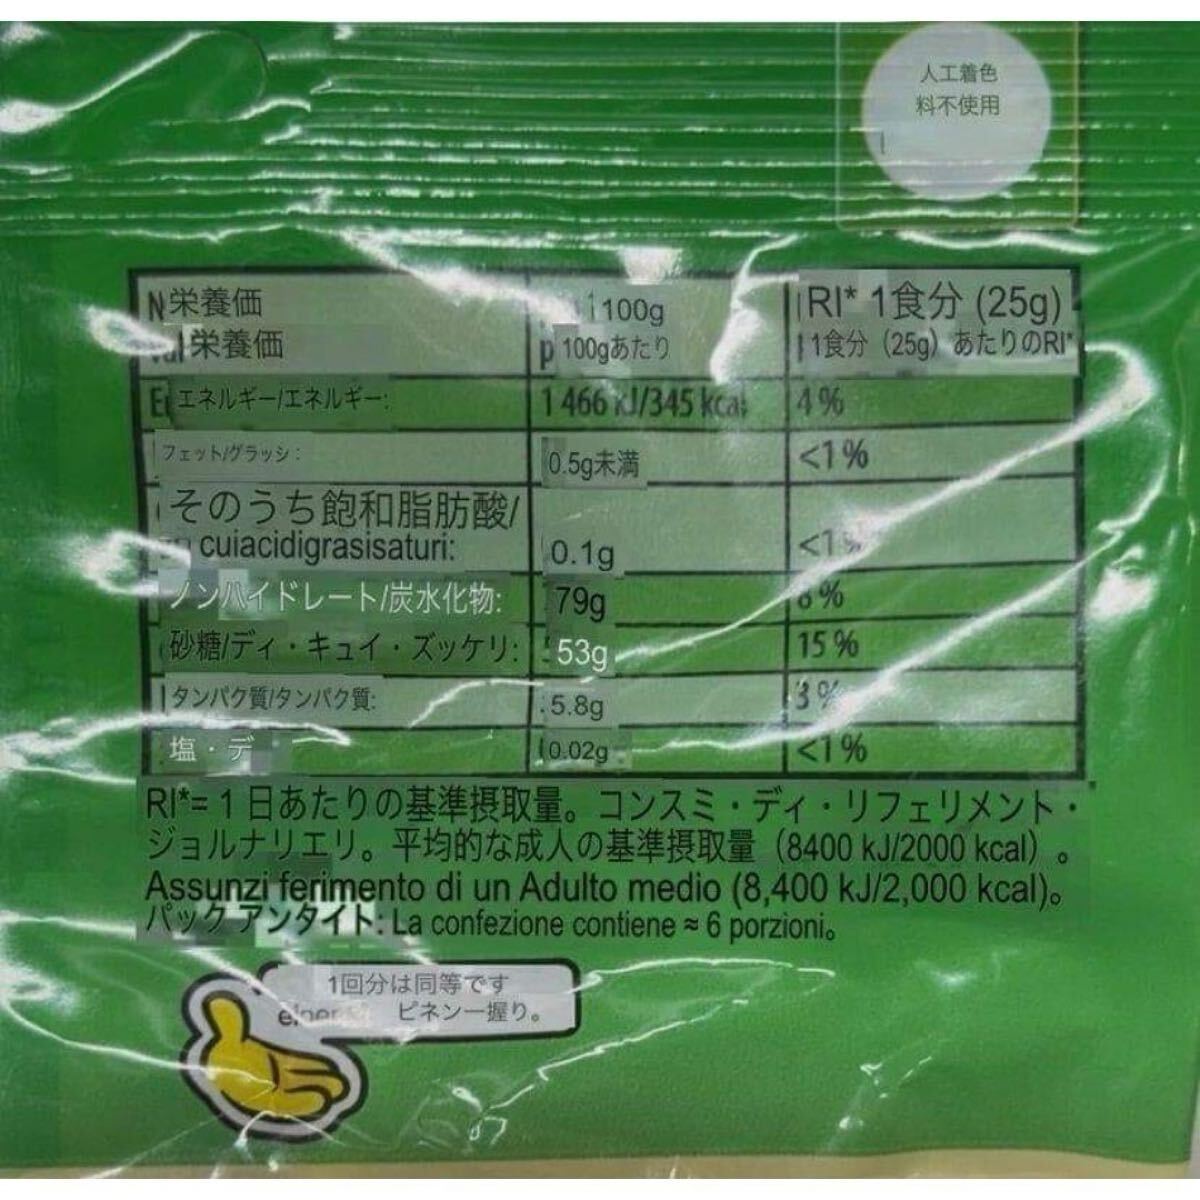 人工着色
料不使用
栄養価 100g RI* 1食分 (25g)
栄養価 100gあたり 1食分（25g）あたりのRI*
エネルギー/エネルギー: 1 466 kJ/345 kcal 4 %
フェット/グラッシ： 0.5g未満 <1 %
そのうち飽和脂肪酸/
cuiacidigrasisaturi: 0.1g <1 %
ノンハイドレート/炭水化物: 79g 8 %
砂糖/ディ・キュイ・ズッケリ: 53g 15 %
タンパク質/タンパク質: 5.8g 3 %
塩・デ 0.02g <1 %
RI*= 1 日あたりの基準摂取量。コンスミ・ディ・リフェリメント・
ジョルナリエリ。平均的な成人の基準摂取量（8400 kJ/2000 kcal）。
Assunzi ferimento di un Adulto medio (8,400 kJ/2,000 kcal)。
パック アンタイト: La confezione contiene ≈ 6 porzioni。
1回分は同等です
ピネン一握り。